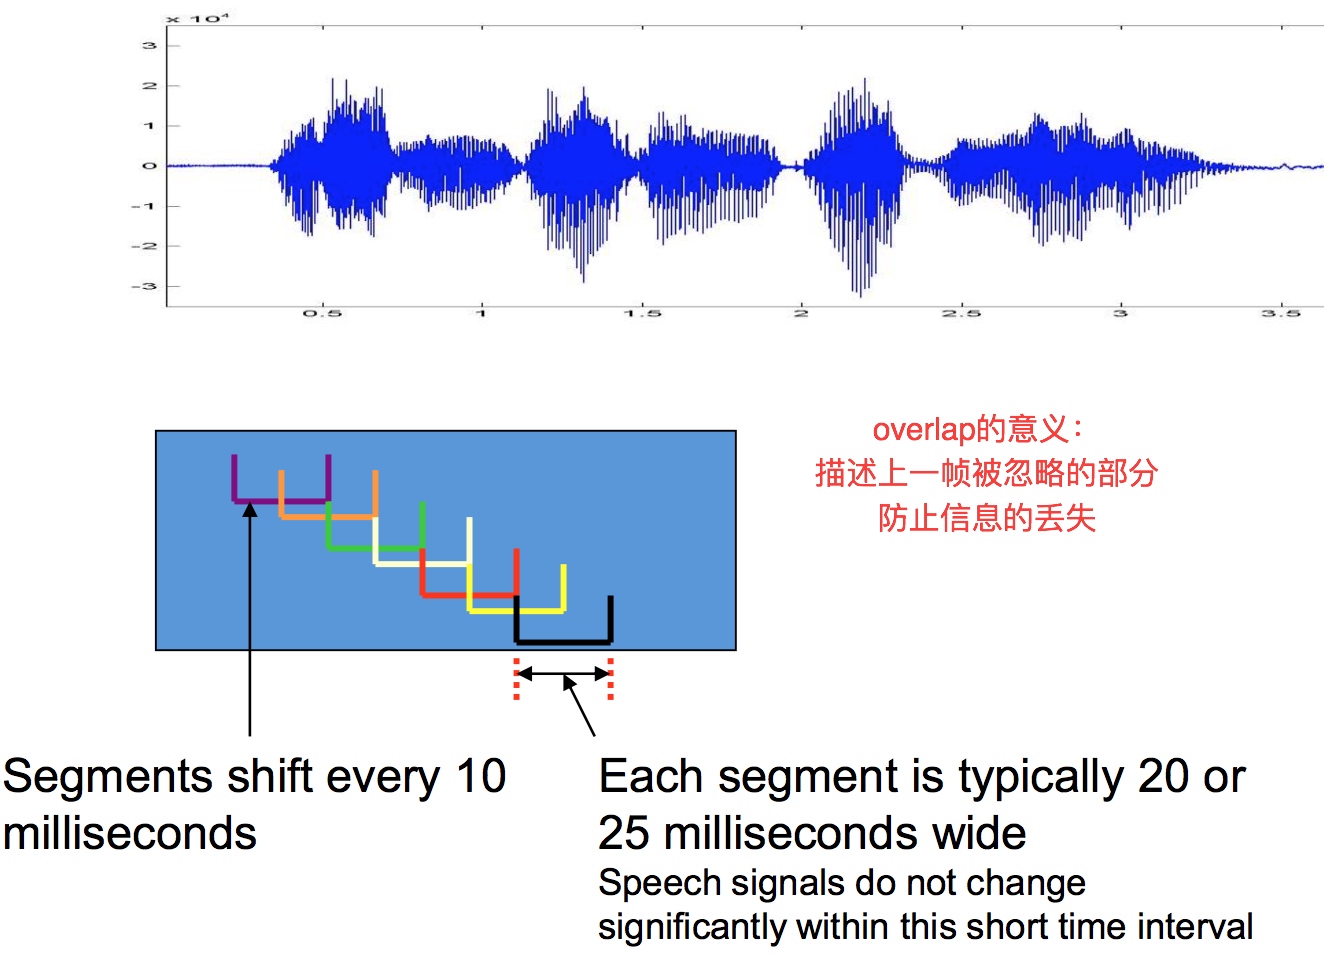 x 10⁴
3
2
1
0
-1
-2
-3
0.5
1
1.5
2
2.5
3
3.5
overlap的意义：
描述上一帧被忽略的部分
防止信息的丢失
Segments shift every 10
milliseconds
Each segment is typically 20 or
25 milliseconds wide
Speech signals do not change
significantly within this short time interval